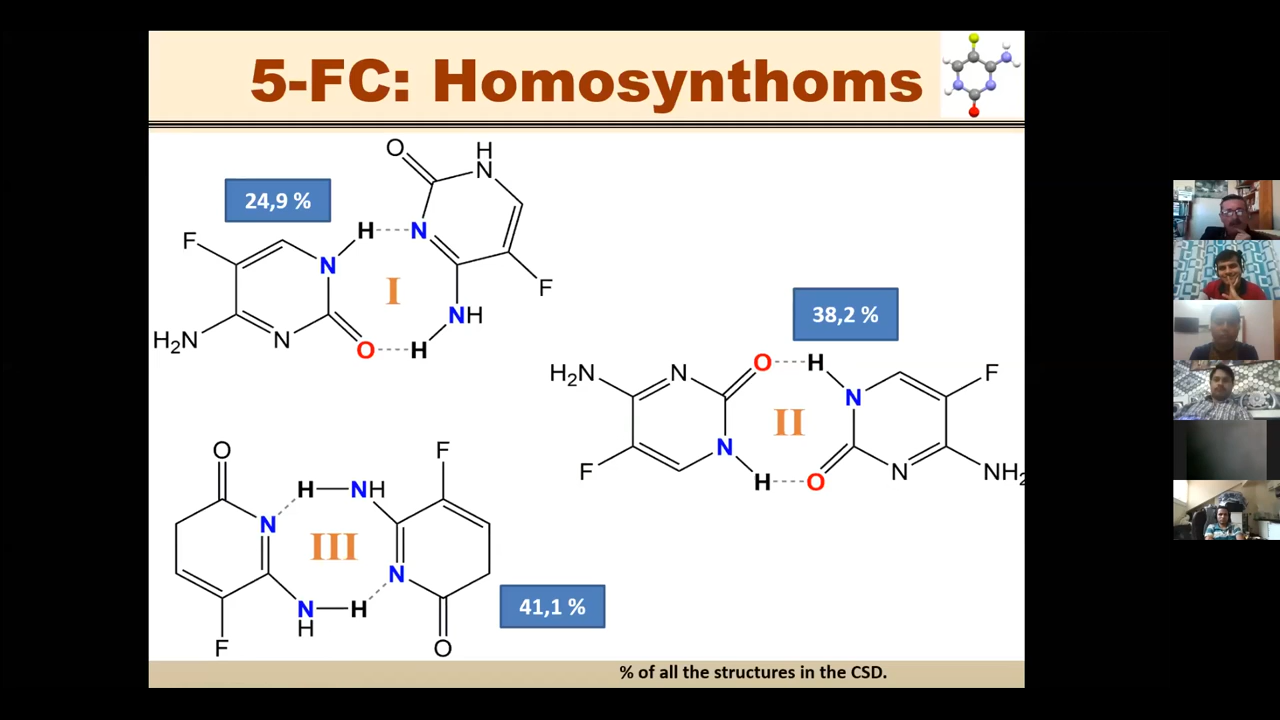 5-FC: Homosynthoms
24,9 %
O
H
N
F
H
N
N
I
F
H₂N
N
O
H
NH
38,2 %
H₂N
N
O
H
F
N
II
N
F
H
O
N
NH₂
O
F
H
NH
N
III
N
N
H
H
F
O
41,1 %
% of all the structures in the CSD.